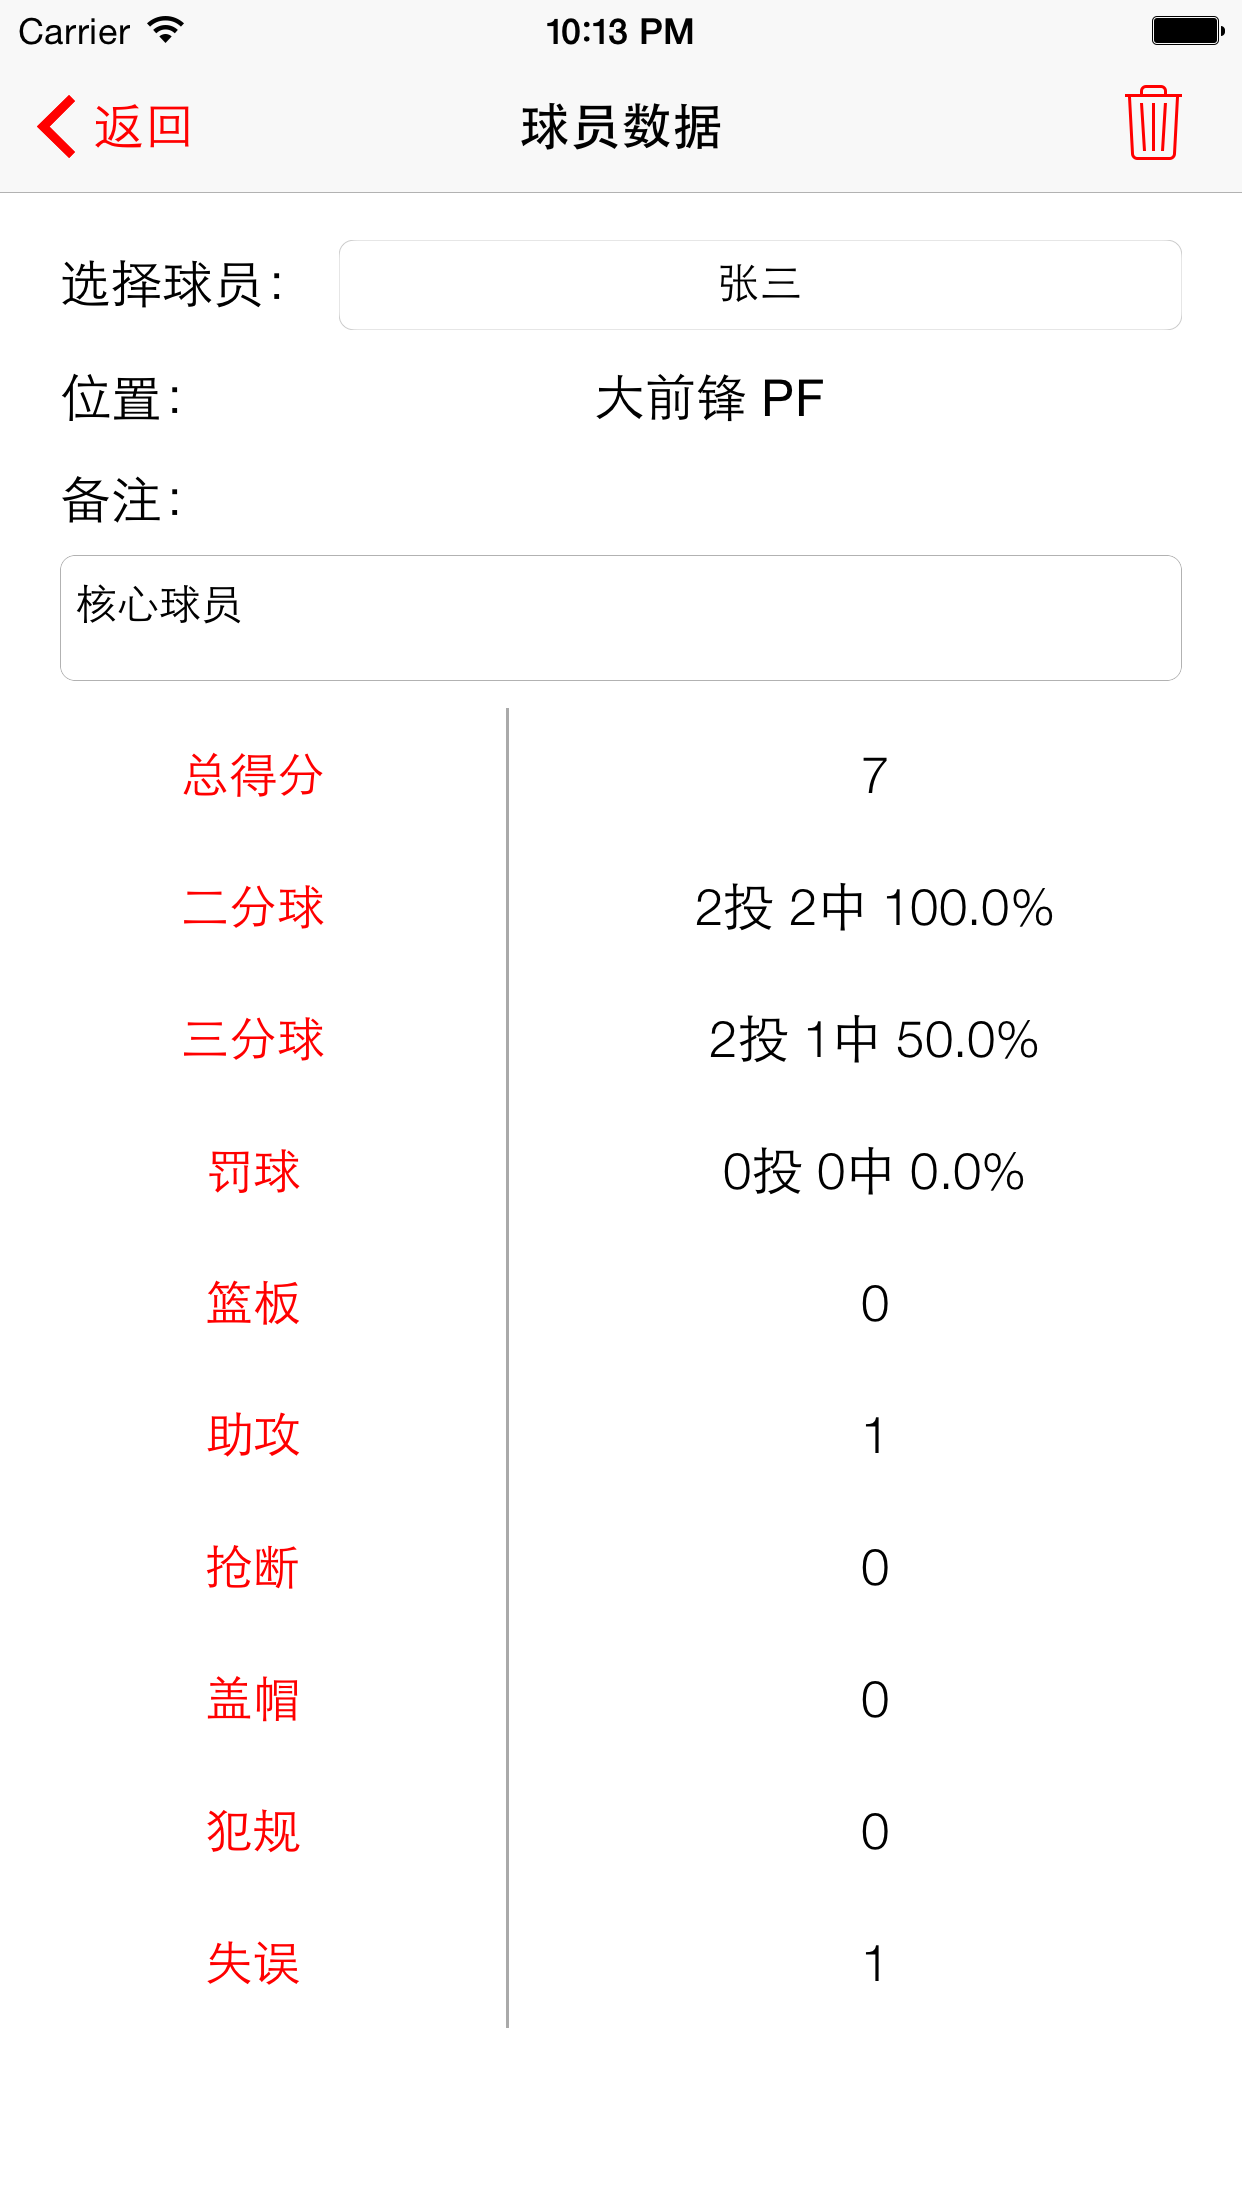 Carrier 10:13 PM
返回 球员数据
选择球员： 张三
位置： 大前锋 PF
备注：
核心球员
总得分 7
二分球 2投 2中 100.0%
三分球 2投 1中 50.0%
罚球 0投 0中 0.0%
篮板 0
助攻 1
抢断 0
盖帽 0
犯规 0
失误 1